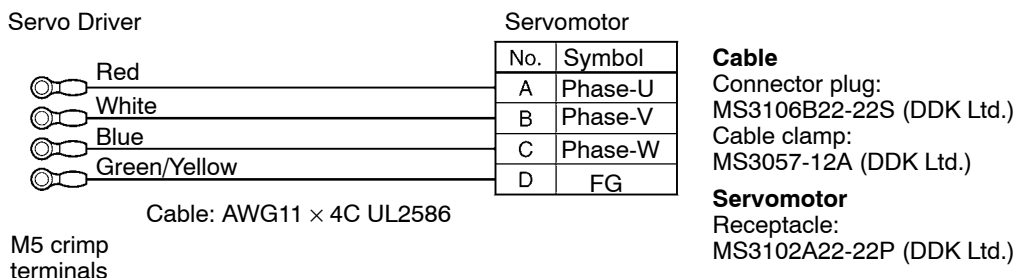 Servo Driver
Servomotor
No. Symbol
Red
A Phase-U
White
B Phase-V
Blue
C Phase-W
Green/Yellow
D FG
Cable: AWG11 × 4C UL2586
M5 crimp
terminals
Cable
Connector plug:
MS3106B22-22S (DDK Ltd.)
Cable clamp:
MS3057-12A (DDK Ltd.)
Servomotor
Receptacle:
MS3102A22-22P (DDK Ltd.)